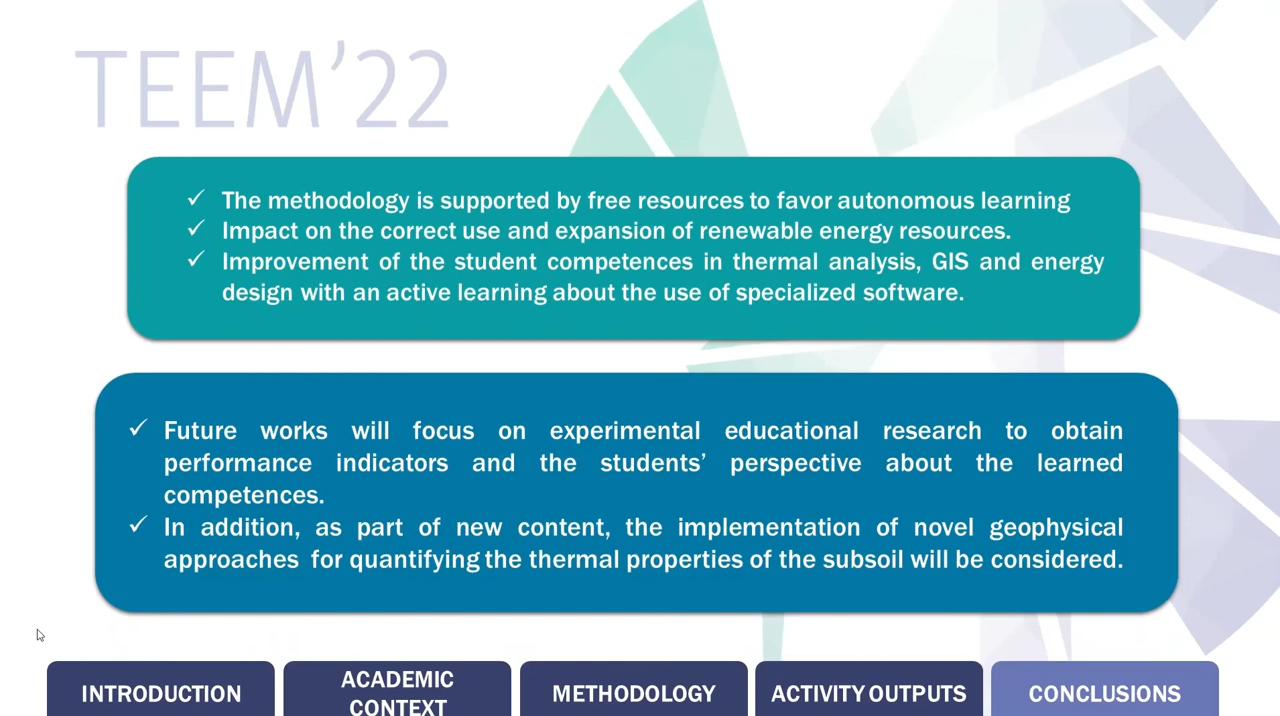 TEEM’22
✓ The methodology is supported by free resources to favor autonomous learning
✓ Impact on the correct use and expansion of renewable energy resources.
✓ Improvement of the student competences in thermal analysis, GIS and energy
design with an active learning about the use of specialized software.
✓ Future works will focus on experimental educational research to obtain
performance indicators and the students’ perspective about the learned
competences.
✓ In addition, as part of new content, the implementation of novel geophysical
approaches for quantifying the thermal properties of the subsoil will be considered.
INTRODUCTION
ACADEMIC
CONTEXT
METHODOLOGY
ACTIVITY OUTPUTS
CONCLUSIONS